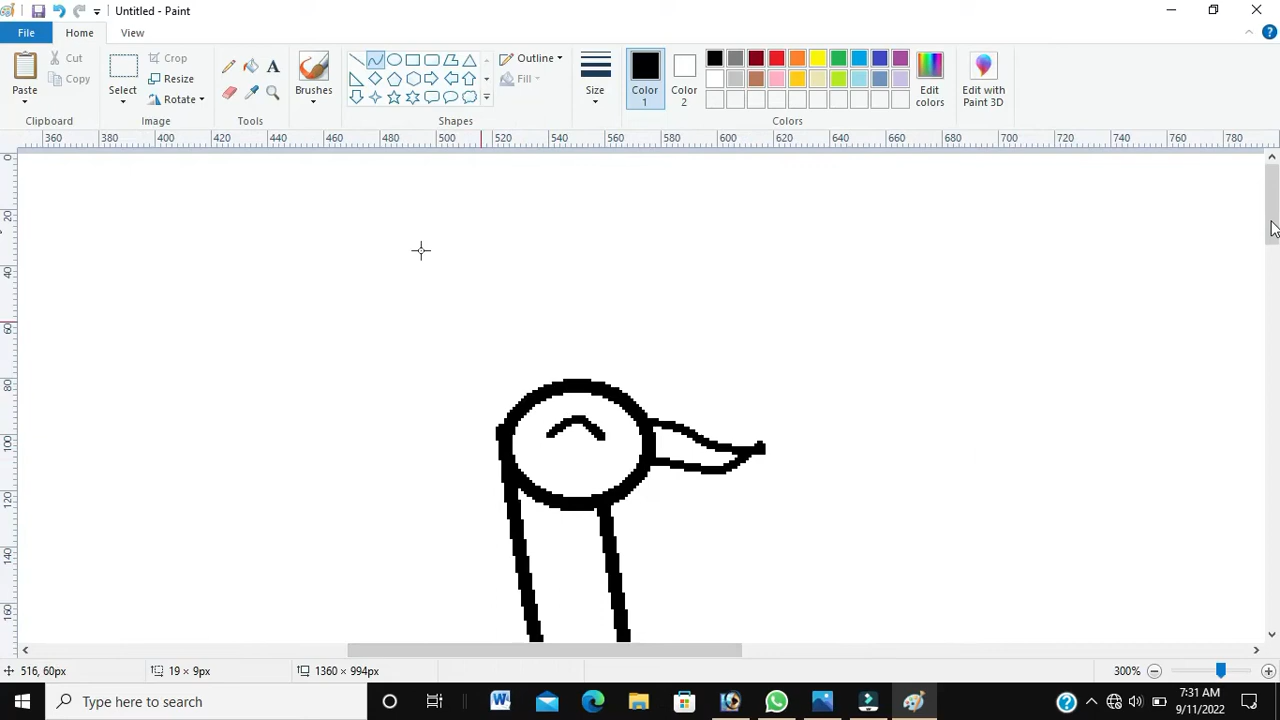 Untitled - Paint
File Home View
Paste
Cut
Copy
Clipboard
Select
Crop
Resize
Rotate
Image
A
Tools
Brushes
Shapes
Outline
Fill
Size
Color 1
Color 2
Colors
Edit colors
Edit with Paint 3D
360 380 400 420 440 460 480 500 520 540 560 580 600 620 640 660 680 700 720 740 760 780
0
20
40
60
80
100
120
140
160
516, 60px
19 × 9px
1360 × 994px
300%
Type here to search
7:31 AM
9/11/2022